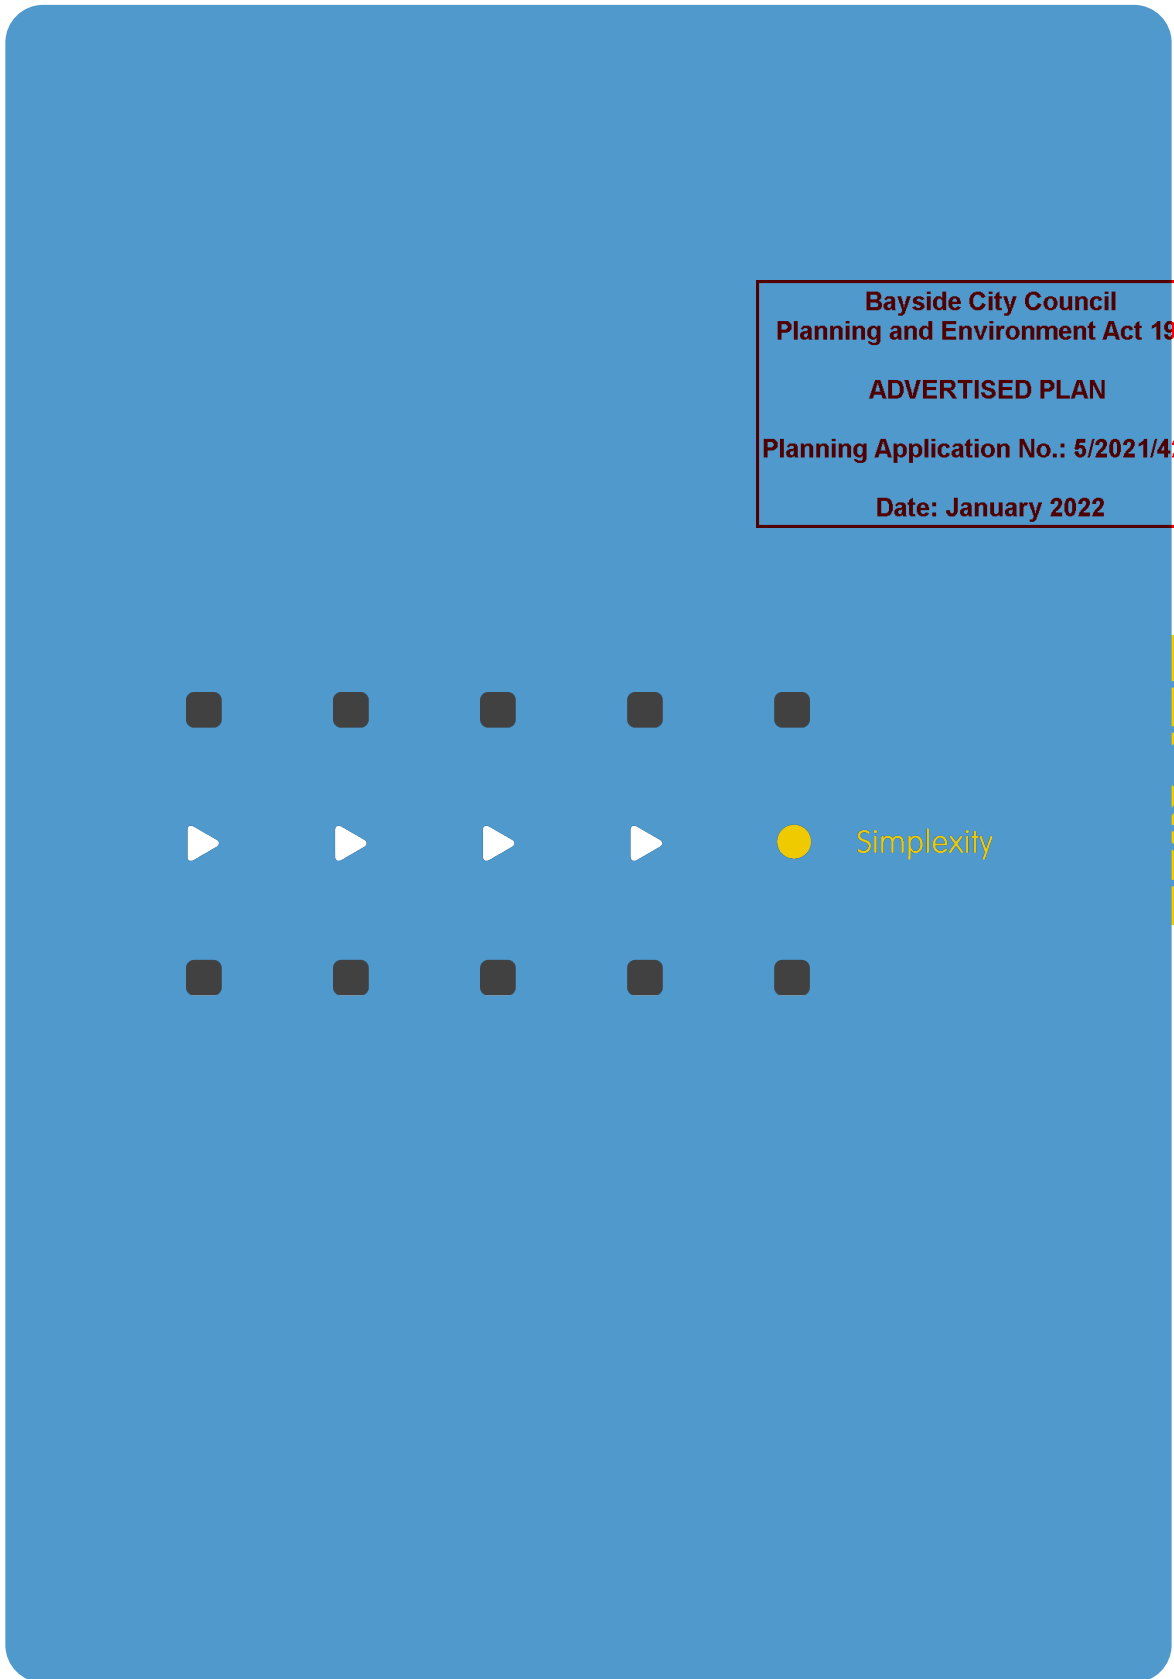 Bayside City Council
Planning and Environment Act 19
ADVERTISED PLAN
Planning Application No.: 5/2021/42
Date: January 2022
Simplexity